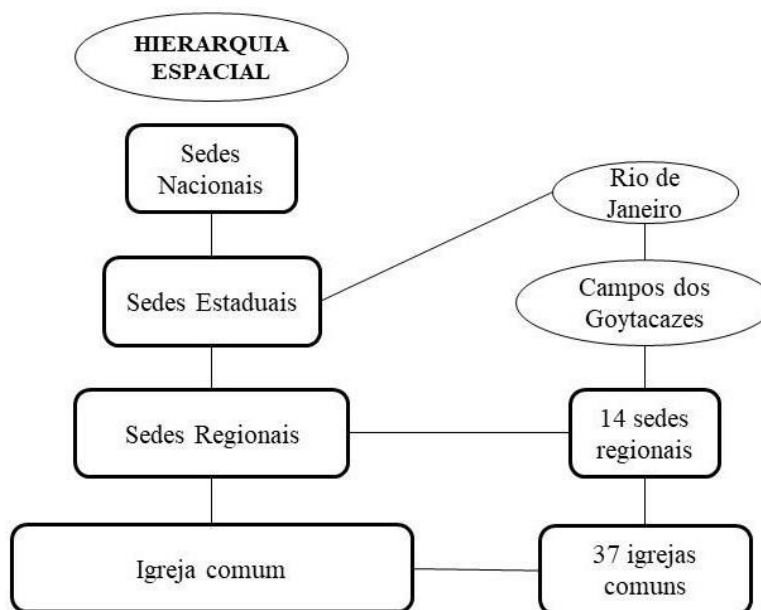 HIERARQUIA
ESPACIAL
Sedes
Nacionais
Sedes Estaduais
Sedes Regionais
Igreja comum
Rio de
Janeiro
Campos dos
Goytacazes
14 sedes
regionais
37 igrejas
comuns